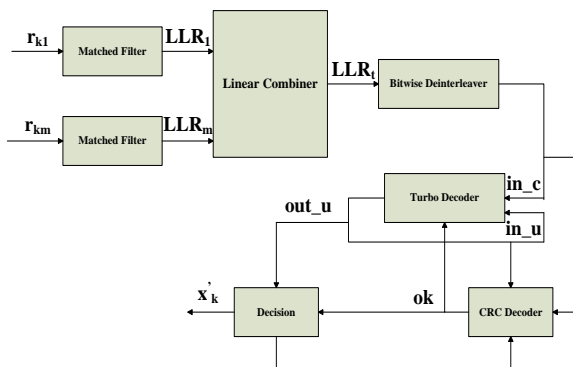 r_k1
Matched Filter
LLR_1
Linear Combiner
LLR_t
Bitwise Deinterleaver
r_km
Matched Filter
LLR_m
Turbo Decoder
in_c
in_u
out_u
x'_k
Decision
ok
CRC Decoder